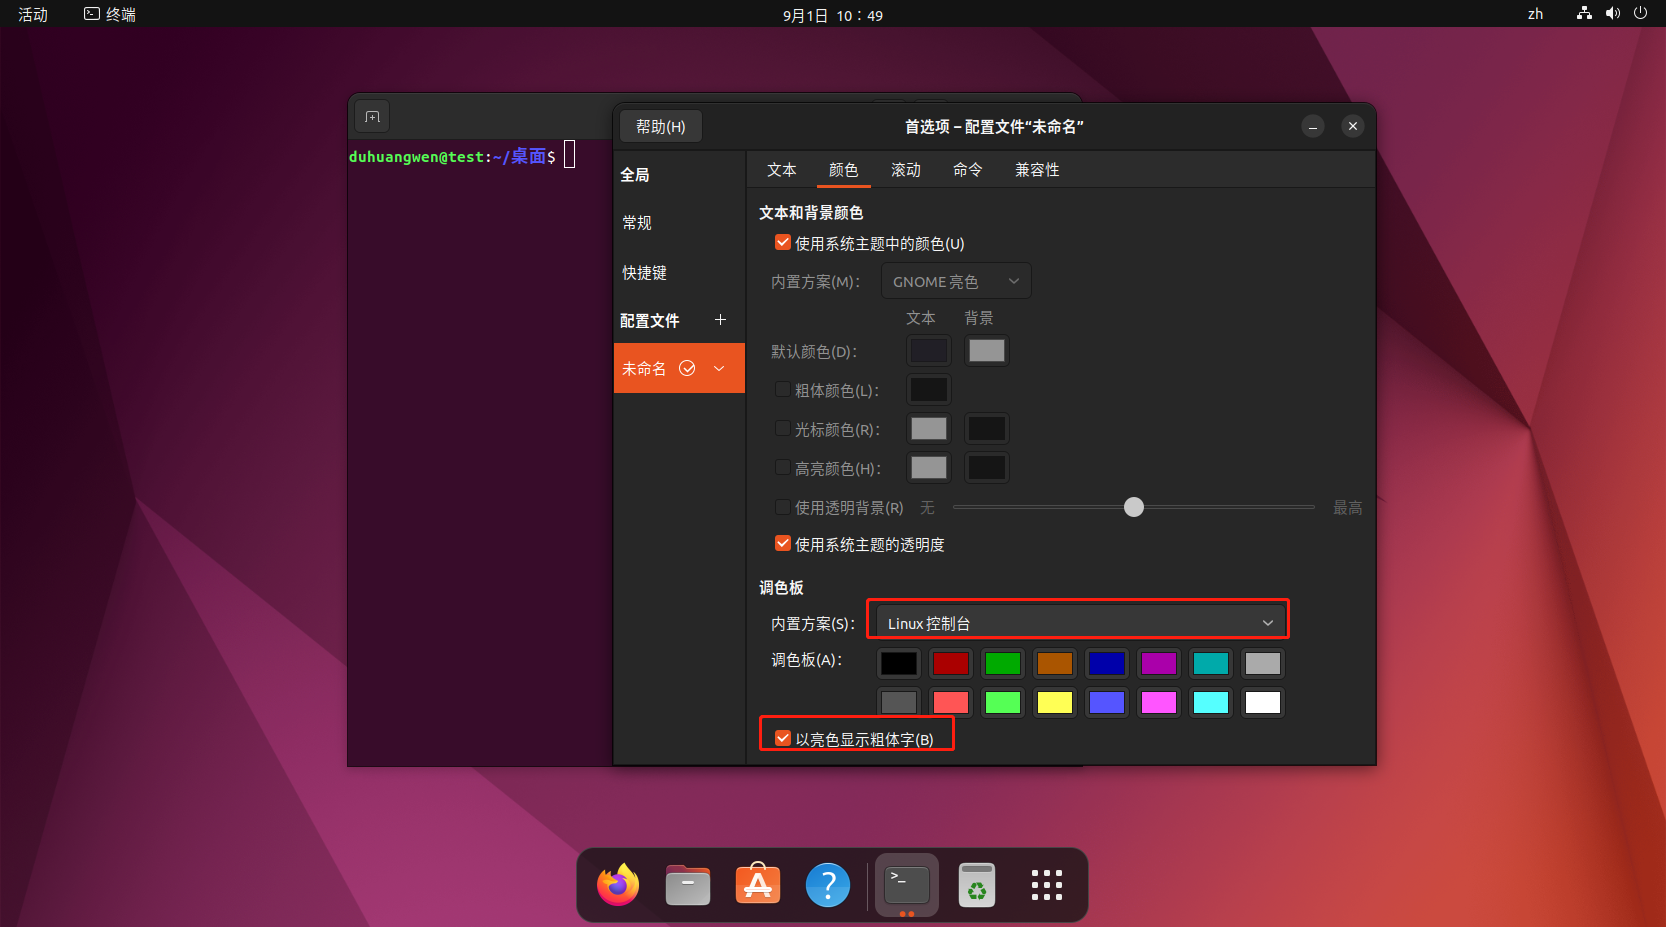 活动
终端
9月1日 10：49
zh
duhuangwen@test:~/桌面$
帮助(H)
首选项 – 配置文件“未命名”
全局
常规
快捷键
配置文件
未命名
文本 颜色 滚动 命令 兼容性
文本和背景颜色
使用系统主题中的颜色(U)
内置方案(M)： GNOME 亮色
文本 背景
默认颜色(D)：
粗体颜色(L)：
光标颜色(R)：
高亮颜色(H)：
使用透明背景(R) 无 最高
使用系统主题的透明度
调色板
内置方案(S)： Linux 控制台
调色板(A)：
以亮色显示粗体字(B)